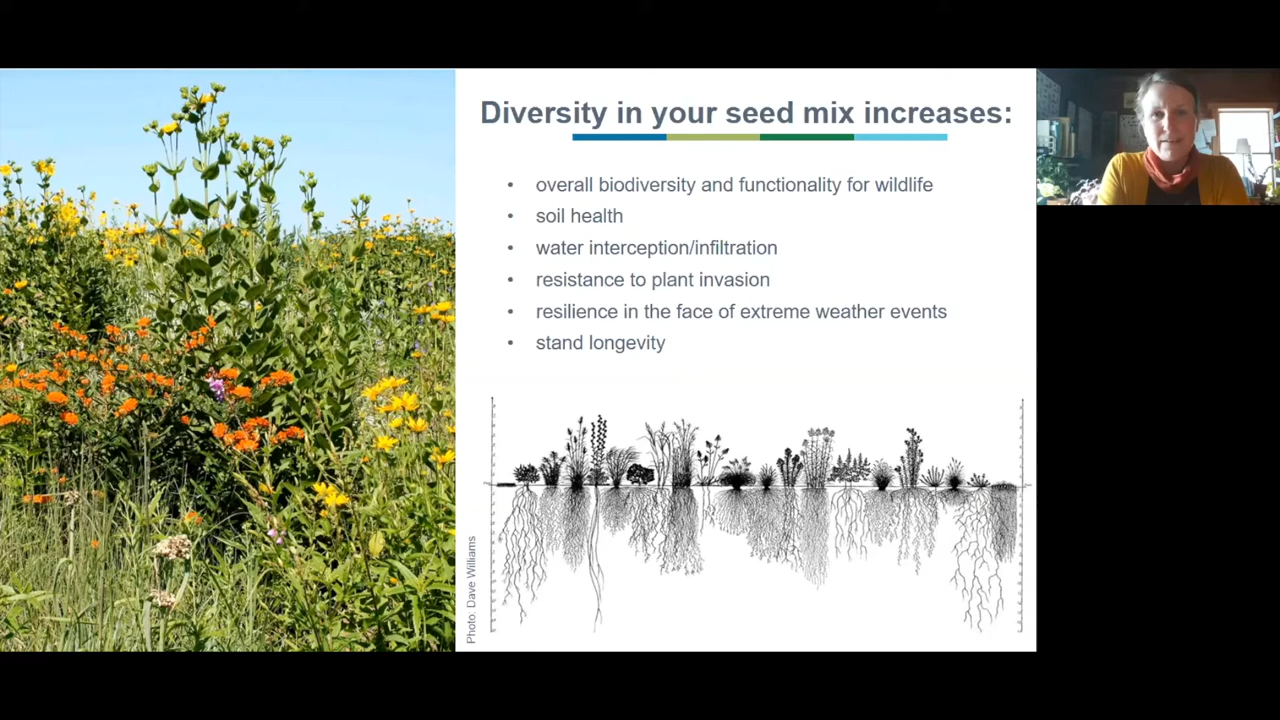 Diversity in your seed mix increases:
• overall biodiversity and functionality for wildlife
• soil health
• water interception/infiltration
• resistance to plant invasion
• resilience in the face of extreme weather events
• stand longevity
Photo: Dave Williams